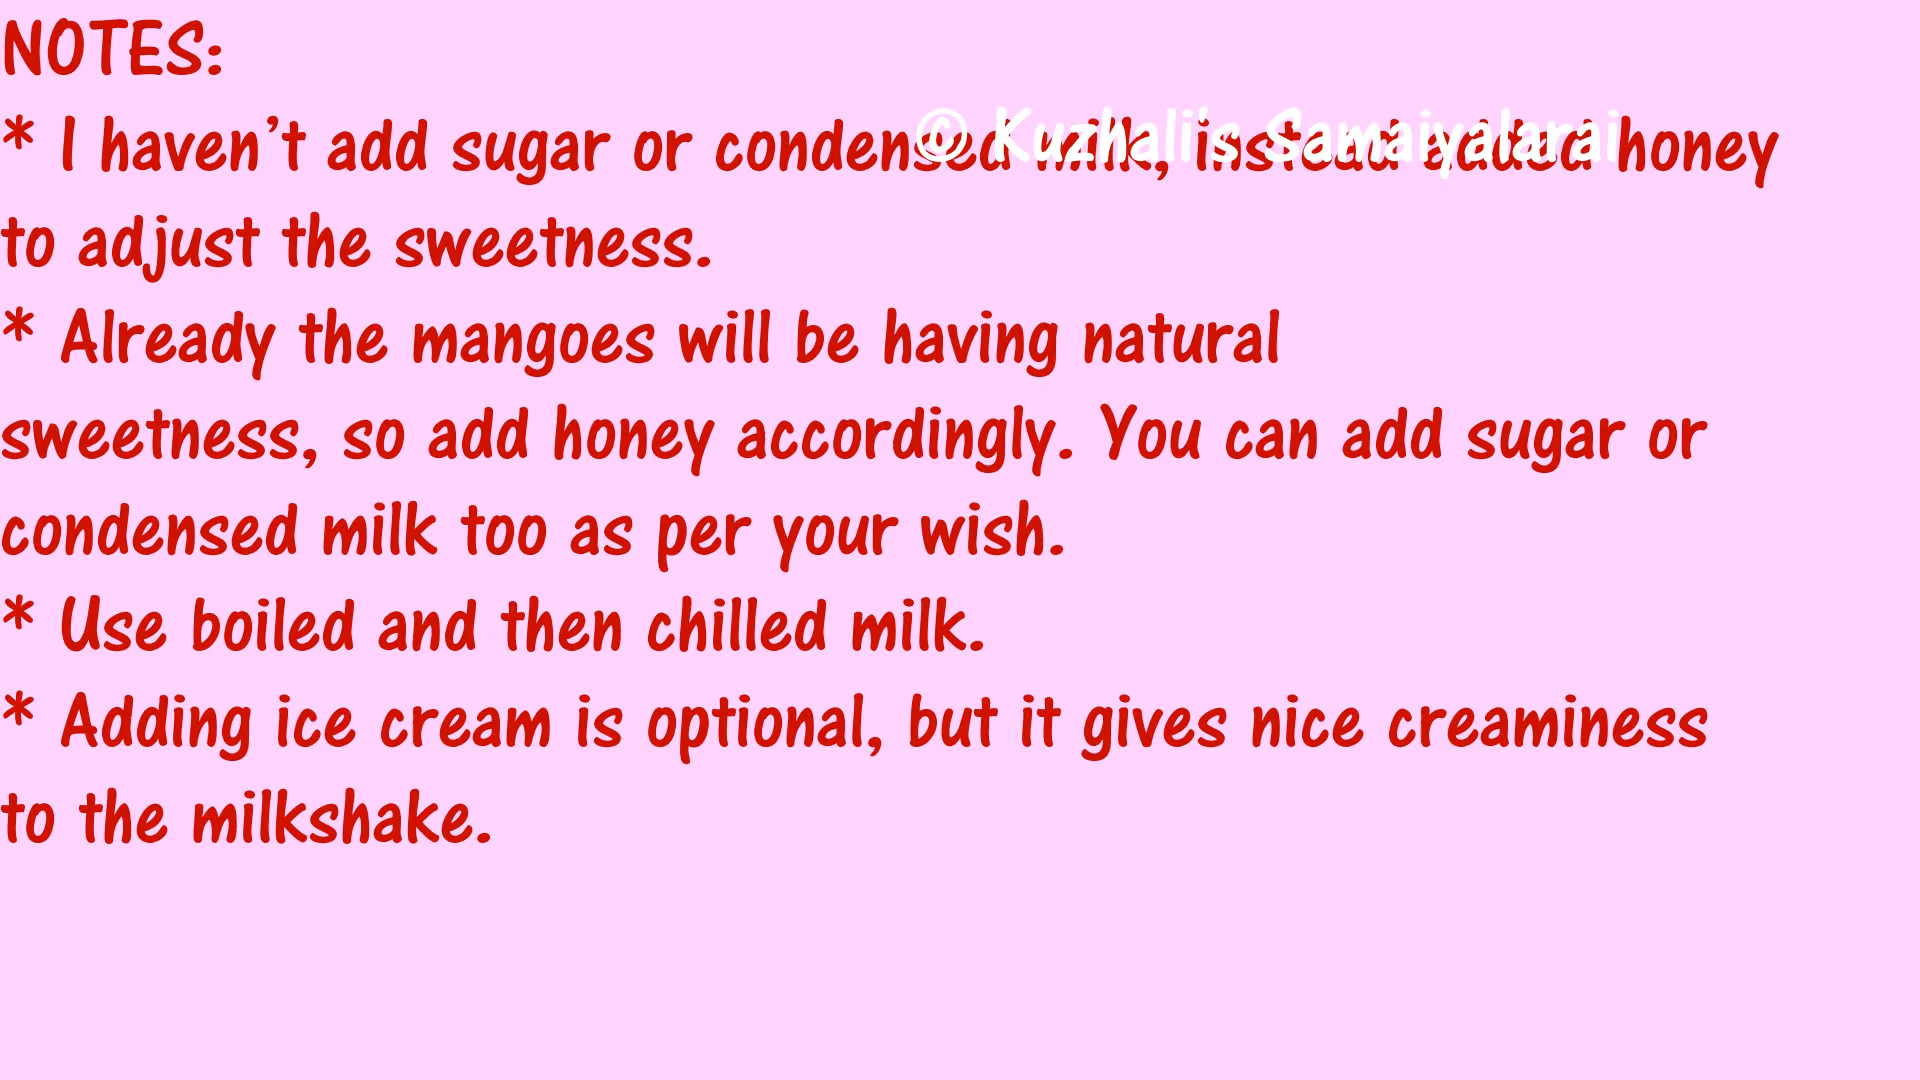 NOTES:
* I haven't add sugar or condensed milk, instead added honey
© Kuzhali's Samaiyalarai
to adjust the sweetness.
* Already the mangoes will be having natural
sweetness, so add honey accordingly. You can add sugar or
condensed milk too as per your wish.
* Use boiled and then chilled milk.
* Adding ice cream is optional, but it gives nice creaminess
to the milkshake.